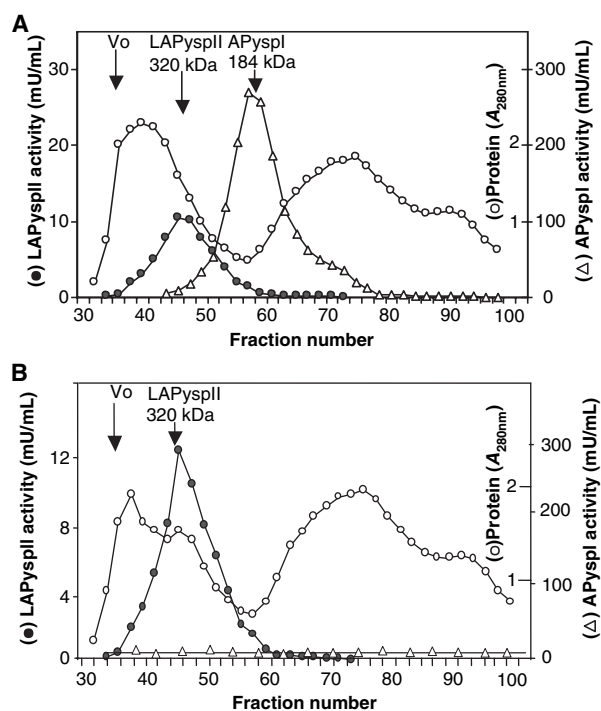 A
Vo
LAPyspII
320 kDa
APyspI
184 kDa
(●) LAPyspII activity (mU/mL)
30
20
10
0
(○)Protein (A280nm)
2
1
300
200
100
0
(△) APyspI activity (mU/mL)
30 40 50 60 70 80 90 100
Fraction number
B
Vo
LAPyspII
320 kDa
(●) LAPyspII activity (mU/mL)
12
8
4
0
(○)Protein (A280nm)
2
1
300
200
100
0
(△) APyspI activity (mU/mL)
30 40 50 60 70 80 90 100
Fraction number